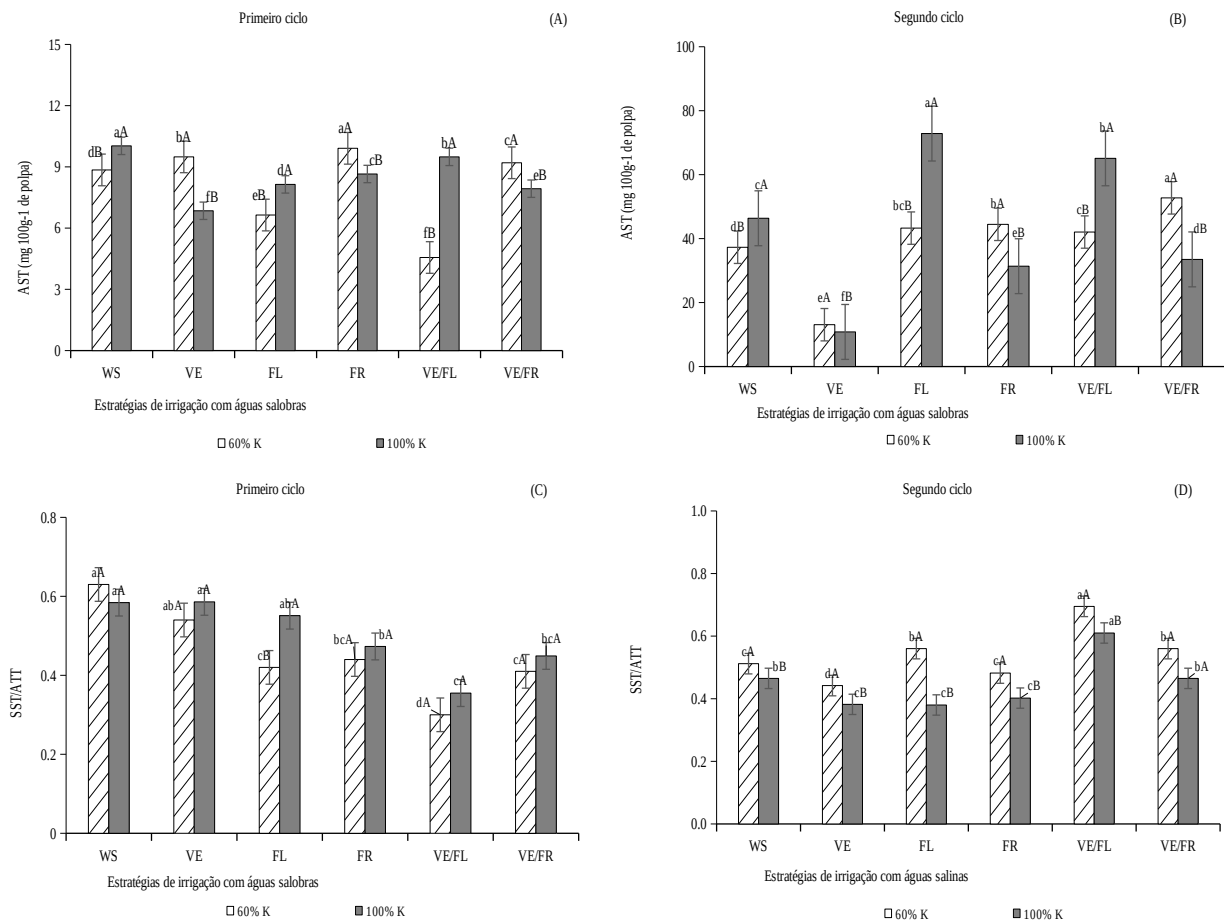 Primeiro ciclo (A)
AST (mg 100g-1 de polpa)
15
12
9
6
3
0
dB aA bA fB eB dA aA cB fB bA cA eB
WS VE FL FR VE/FL VE/FR
Estratégias de irrigação com águas salobras
60% K 100% K
Segundo ciclo (B)
AST (mg 100g-1 de polpa)
100
80
60
40
20
0
dB cA eA fB bcB aA bA eB cB bA aA dB
WS VE FL FR VE/FL VE/FR
Estratégias de irrigação com águas salobras
60% K 100% K
Primeiro ciclo (C)
SST/ATT
0.8
0.6
0.4
0.2
0
aA aA abA aA cB abA bcA bA dA cA cA bcA
WS VE FL FR VE/FL VE/FR
Estratégias de irrigação com águas salobras
60% K 100% K
Segundo ciclo (D)
SST/ATT
1.0
0.8
0.6
0.4
0.2
0.0
cA bB dA cB bA cB cA cB aA aB bA bA
WS VE FL FR VE/FL VE/FR
Estratégias de irrigação com águas salinas
60% K 100% K